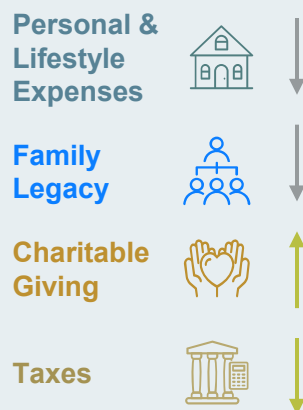 Personal &
Lifestyle
Expenses
Family
Legacy
Charitable
Giving
Taxes